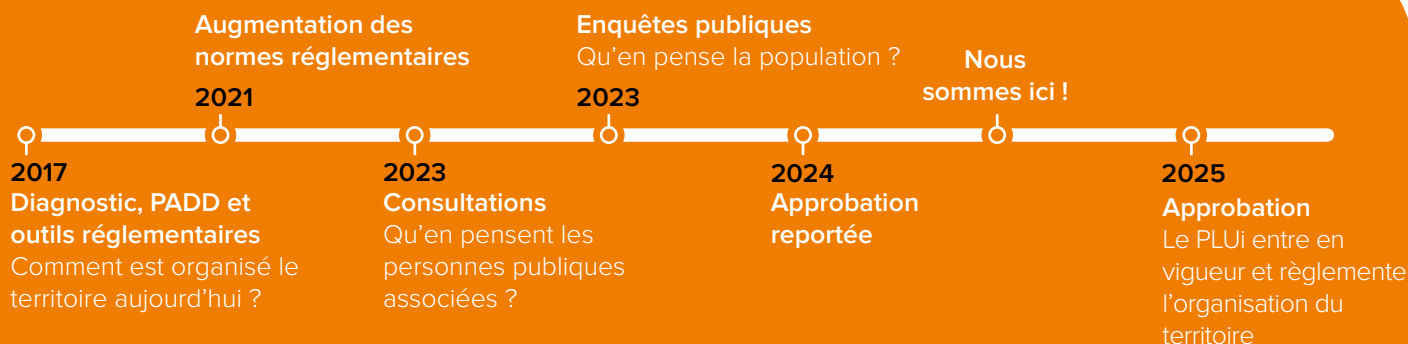 2017
Diagnostic, PADD et
outils réglementaires
Comment est organisé le
territoire aujourd’hui ?
Augmentation des
normes réglementaires
2021
2023
Consultations
Qu’en pensent les
personnes publiques
associées ?
Enquêtes publiques
Qu’en pense la population ?
2023
2024
Approbation
reportée
Nous
sommes ici !
2025
Approbation
Le PLUi entre en
vigueur et règlemente
l’organisation du
territoire